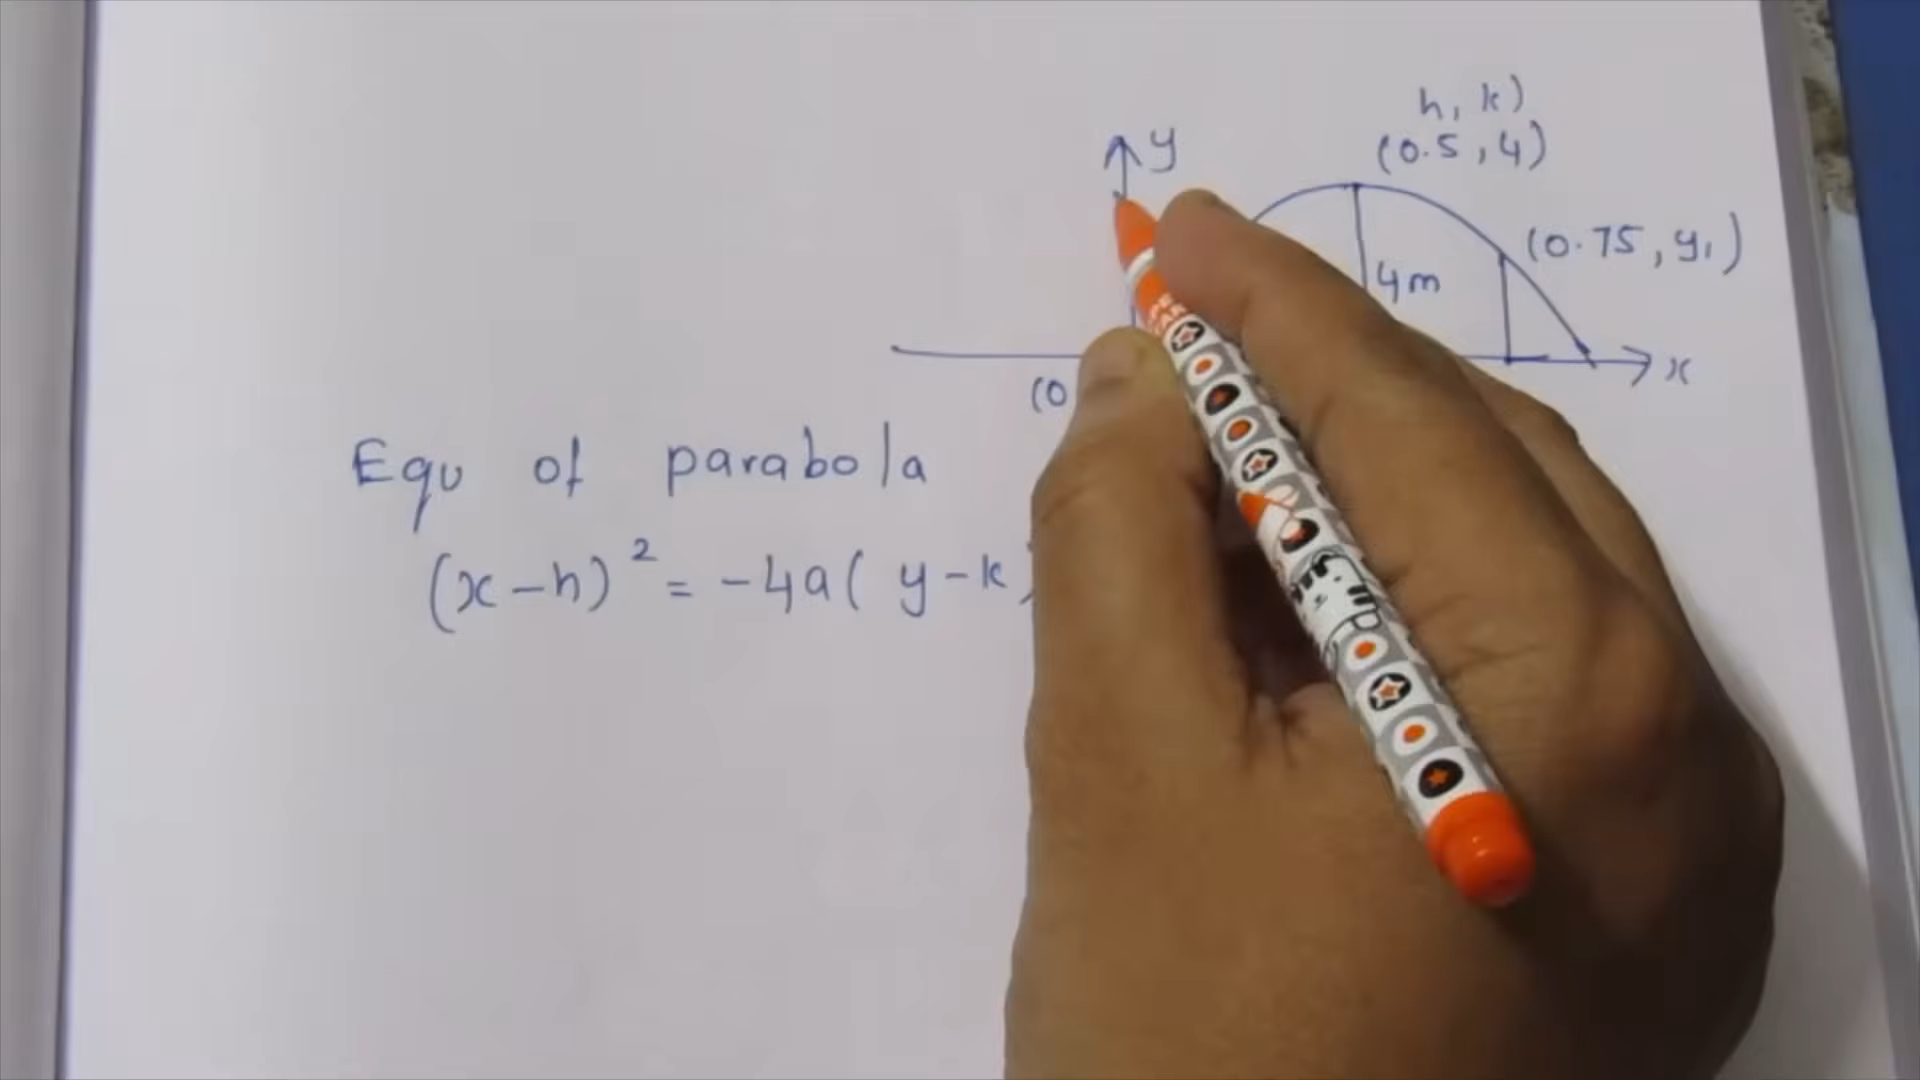 h, k)
y
(0.5, 4)
(0.75, y₁)
4m
x
(0
Equ of parabola
(x-h)² = -4a( y-k